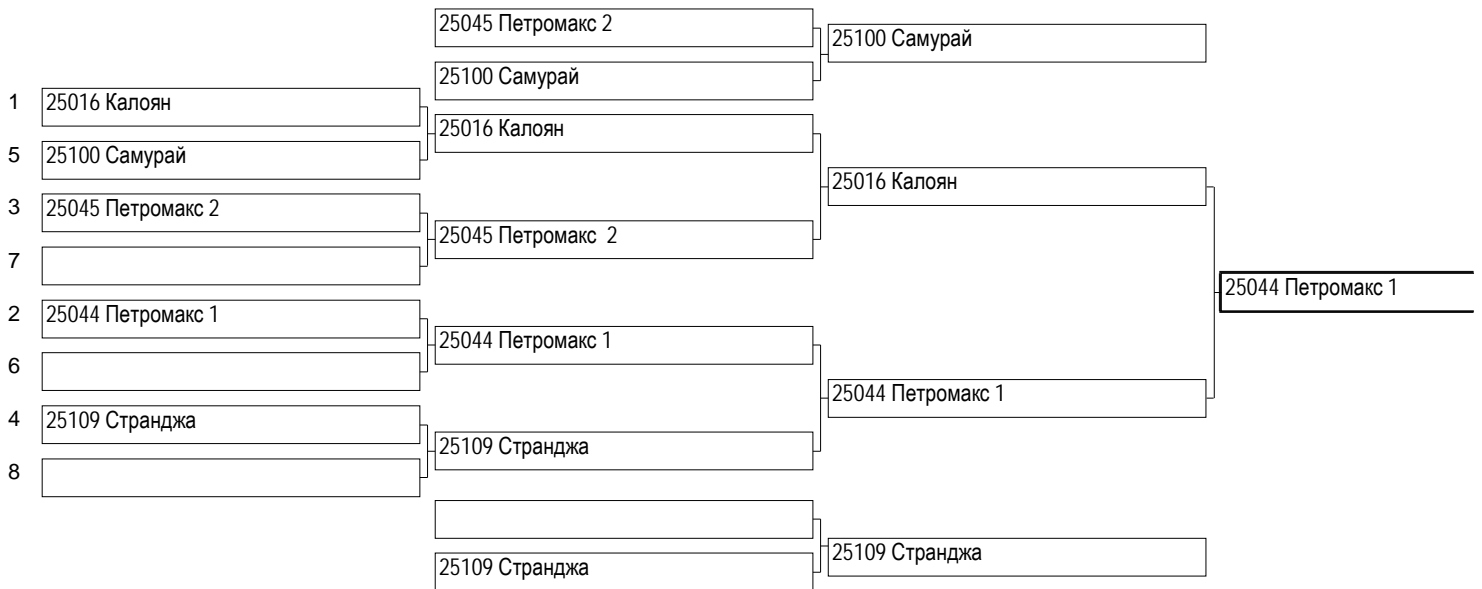 25045 Петромакс 2
25100 Самурай
25100 Самурай
1 25016 Калоян
25016 Калоян
5 25100 Самурай
25016 Калоян
3 25045 Петромакс 2
25045 Петромакс  2
7
25044 Петромакс 1
2 25044 Петромакс 1
25044 Петромакс 1
6
25044 Петромакс 1
4 25109 Странджа
25109 Странджа
8
25109 Странджа
25109 Странджа